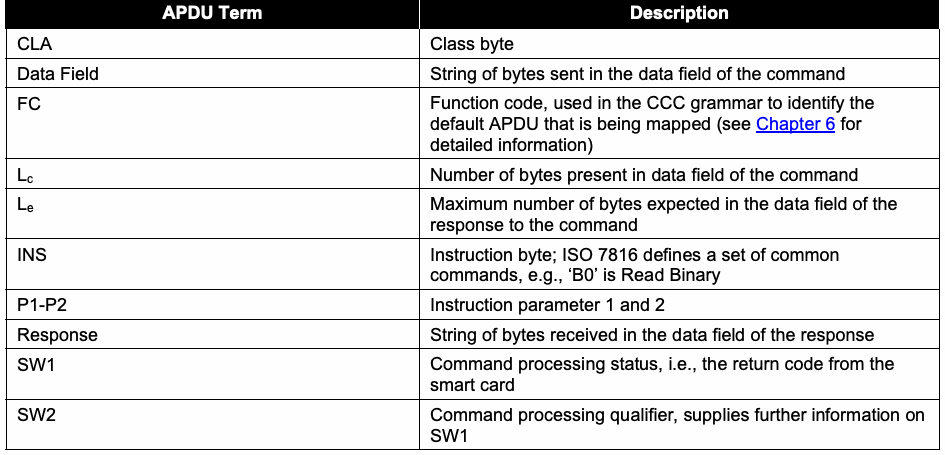 APDU Term Description
CLA Class byte
Data Field String of bytes sent in the data field of the command
FC Function code, used in the CCC grammar to identify the
default APDU that is being mapped (see Chapter 6 for
detailed information)
Lc Number of bytes present in data field of the command
Le Maximum number of bytes expected in the data field of the
response to the command
INS Instruction byte; ISO 7816 defines a set of common
commands, e.g., ‘B0’ is Read Binary
P1-P2 Instruction parameter 1 and 2
Response String of bytes received in the data field of the response
SW1 Command processing status, i.e., the return code from the
smart card
SW2 Command processing qualifier, supplies further information on
SW1